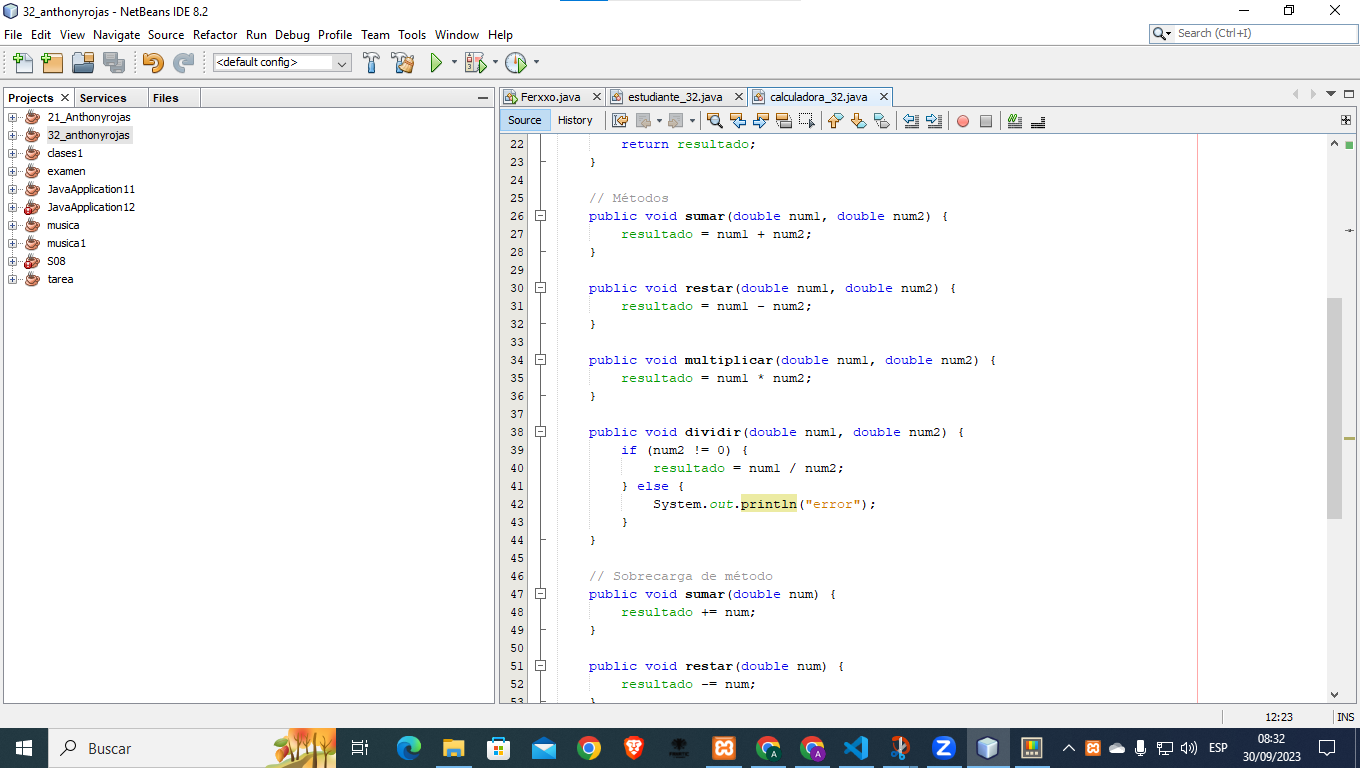 32_anthonyrojas - NetBeans IDE 8.2
File Edit View Navigate Source Refactor Run Debug Profile Team Tools Window Help
Search (Ctrl+I)
<default config>
Projects Services Files
Ferxxo.java estudiante_32.java calculadora_32.java
Source History
21_Anthonyrojas
32_anthonyrojas
clases1
examen
JavaApplication11
JavaApplication12
musica
musica1
S08
tarea
22 return resultado;
23 }
24
25 // Métodos
26 public void sumar(double num1, double num2) {
27 resultado = num1 + num2;
28 }
29
30 public void restar(double num1, double num2) {
31 resultado = num1 - num2;
32 }
33
34 public void multiplicar(double num1, double num2) {
35 resultado = num1 * num2;
36 }
37
38 public void dividir(double num1, double num2) {
39 if (num2 != 0) {
40 resultado = num1 / num2;
41 } else {
42 System.out.println("error");
43 }
44 }
45
46 // Sobrecarga de método
47 public void sumar(double num) {
48 resultado += num;
49 }
50
51 public void restar(double num) {
52 resultado -= num;
53 }
12:23 INS
Buscar
ESP
08:32
30/09/2023